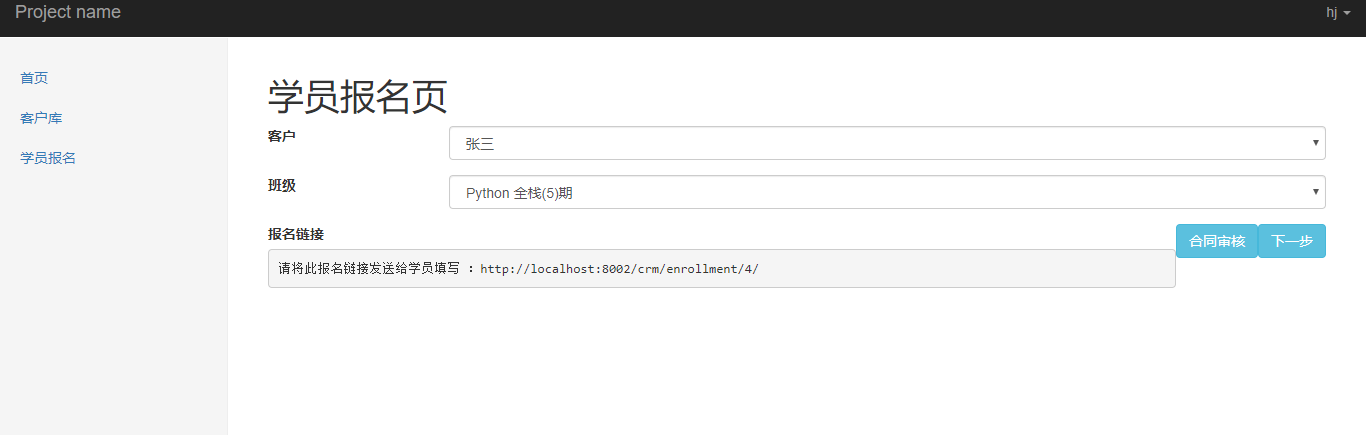 Project name
hj
首页
客户库
学员报名
学员报名页
客户
张三
班级
Python 全栈(5)期
报名链接
合同审核
下一步
请将此报名链接发送给学员填写 : http://localhost:8002/crm/enrollment/4/